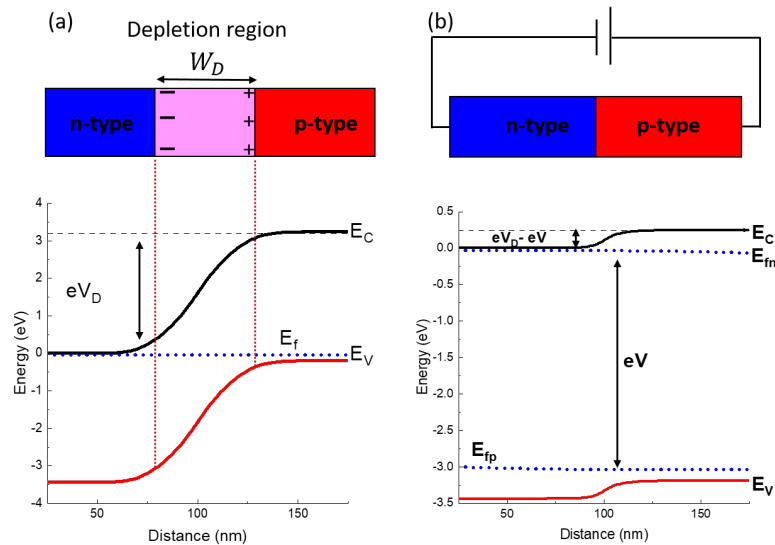 (a)
Depletion region
W_D
n-type
p-type
− +
− +
− +
4
3
2
1
0
-1
-2
-3
-4
Energy (eV)
E_C
eV_D
E_f
E_V
50 100 150
Distance (nm)
(b)
n-type
p-type
0.5
0.0
-0.5
-1.0
-1.5
-2.0
-2.5
-3.0
-3.5
Energy (eV)
eV_D- eV
E_C
E_fn
eV
E_fp
E_V
50 100 150
Distance (nm)